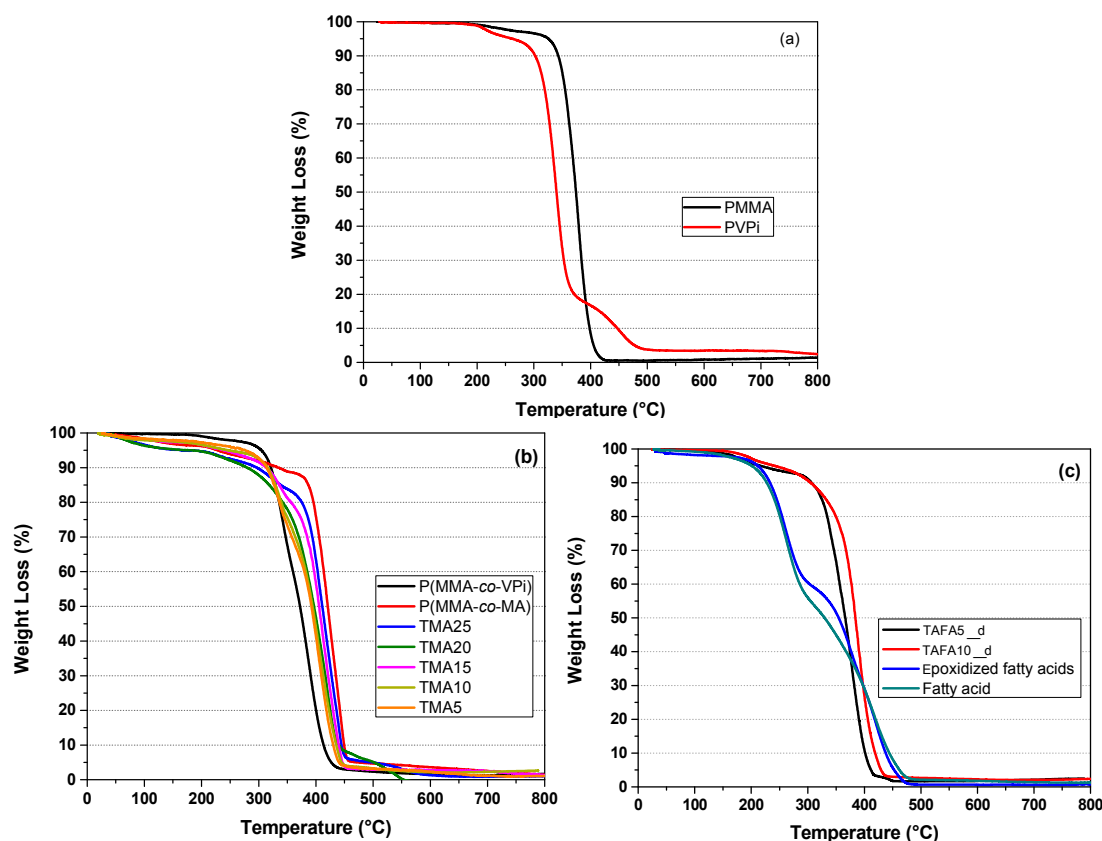 (a)
100
90
80
70
60
50
40
30
20
10
0
Weight Loss (%)
PMMA
PVPi
0 100 200 300 400 500 600 700 800
Temperature (°C)
(b)
100
90
80
70
60
50
40
30
20
10
0
Weight Loss (%)
P(MMA-co-VPi)
P(MMA-co-MA)
TMA25
TMA20
TMA15
TMA10
TMA5
0 100 200 300 400 500 600 700 800
Temperature (°C)
(c)
100
90
80
70
60
50
40
30
20
10
0
Weight Loss (%)
TAFA5__d
TAFA10_d
Epoxidized fatty acids
Fatty acid
0 100 200 300 400 500 600 700 800
Temperature (°C)